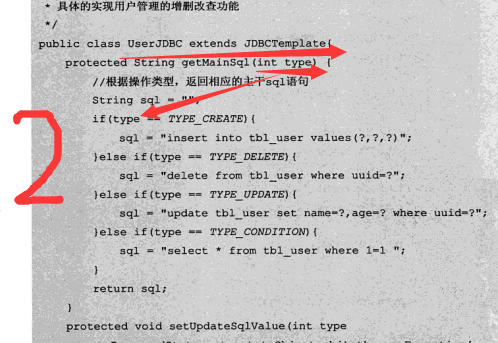 * 具体的实现用户管理的增删改查功能
*/
public class UserJDBC extends JDBCTemplate{
protected String getMainSql(int type) {
//根据操作类型，返回相应的主干sql语句
String sql = "";
if(type == TYPE_CREATE){
sql = "insert into tbl_user values(?,?,?)";
}else if(type == TYPE_DELETE){
sql = "delete from tbl_user where uuid=?";
}else if(type == TYPE_UPDATE){
sql = "update tbl_user set name=?,age=? where uuid=?";
}else if(type == TYPE_CONDITION){
sql = "select * from tbl_user where 1=1 ";
}
return sql;
}
protected void setUpdateSqlValue(int type
2